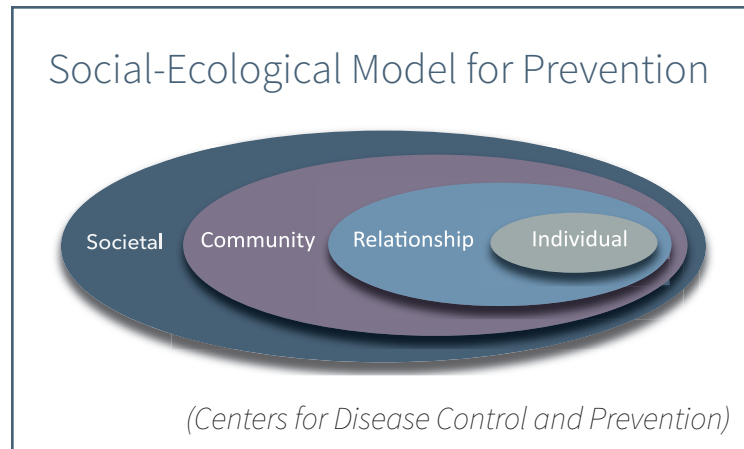 Social-Ecological Model for Prevention
Societal Community Relationship Individual
(Centers for Disease Control and Prevention)